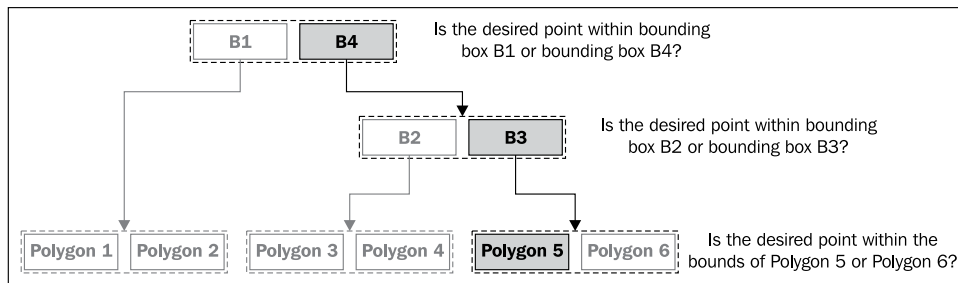 B1 B4
Is the desired point within bounding
box B1 or bounding box B4?
B2 B3
Is the desired point within bounding
box B2 or bounding box B3?
Polygon 1 Polygon 2 Polygon 3 Polygon 4 Polygon 5 Polygon 6
Is the desired point within the
bounds of Polygon 5 or Polygon 6?